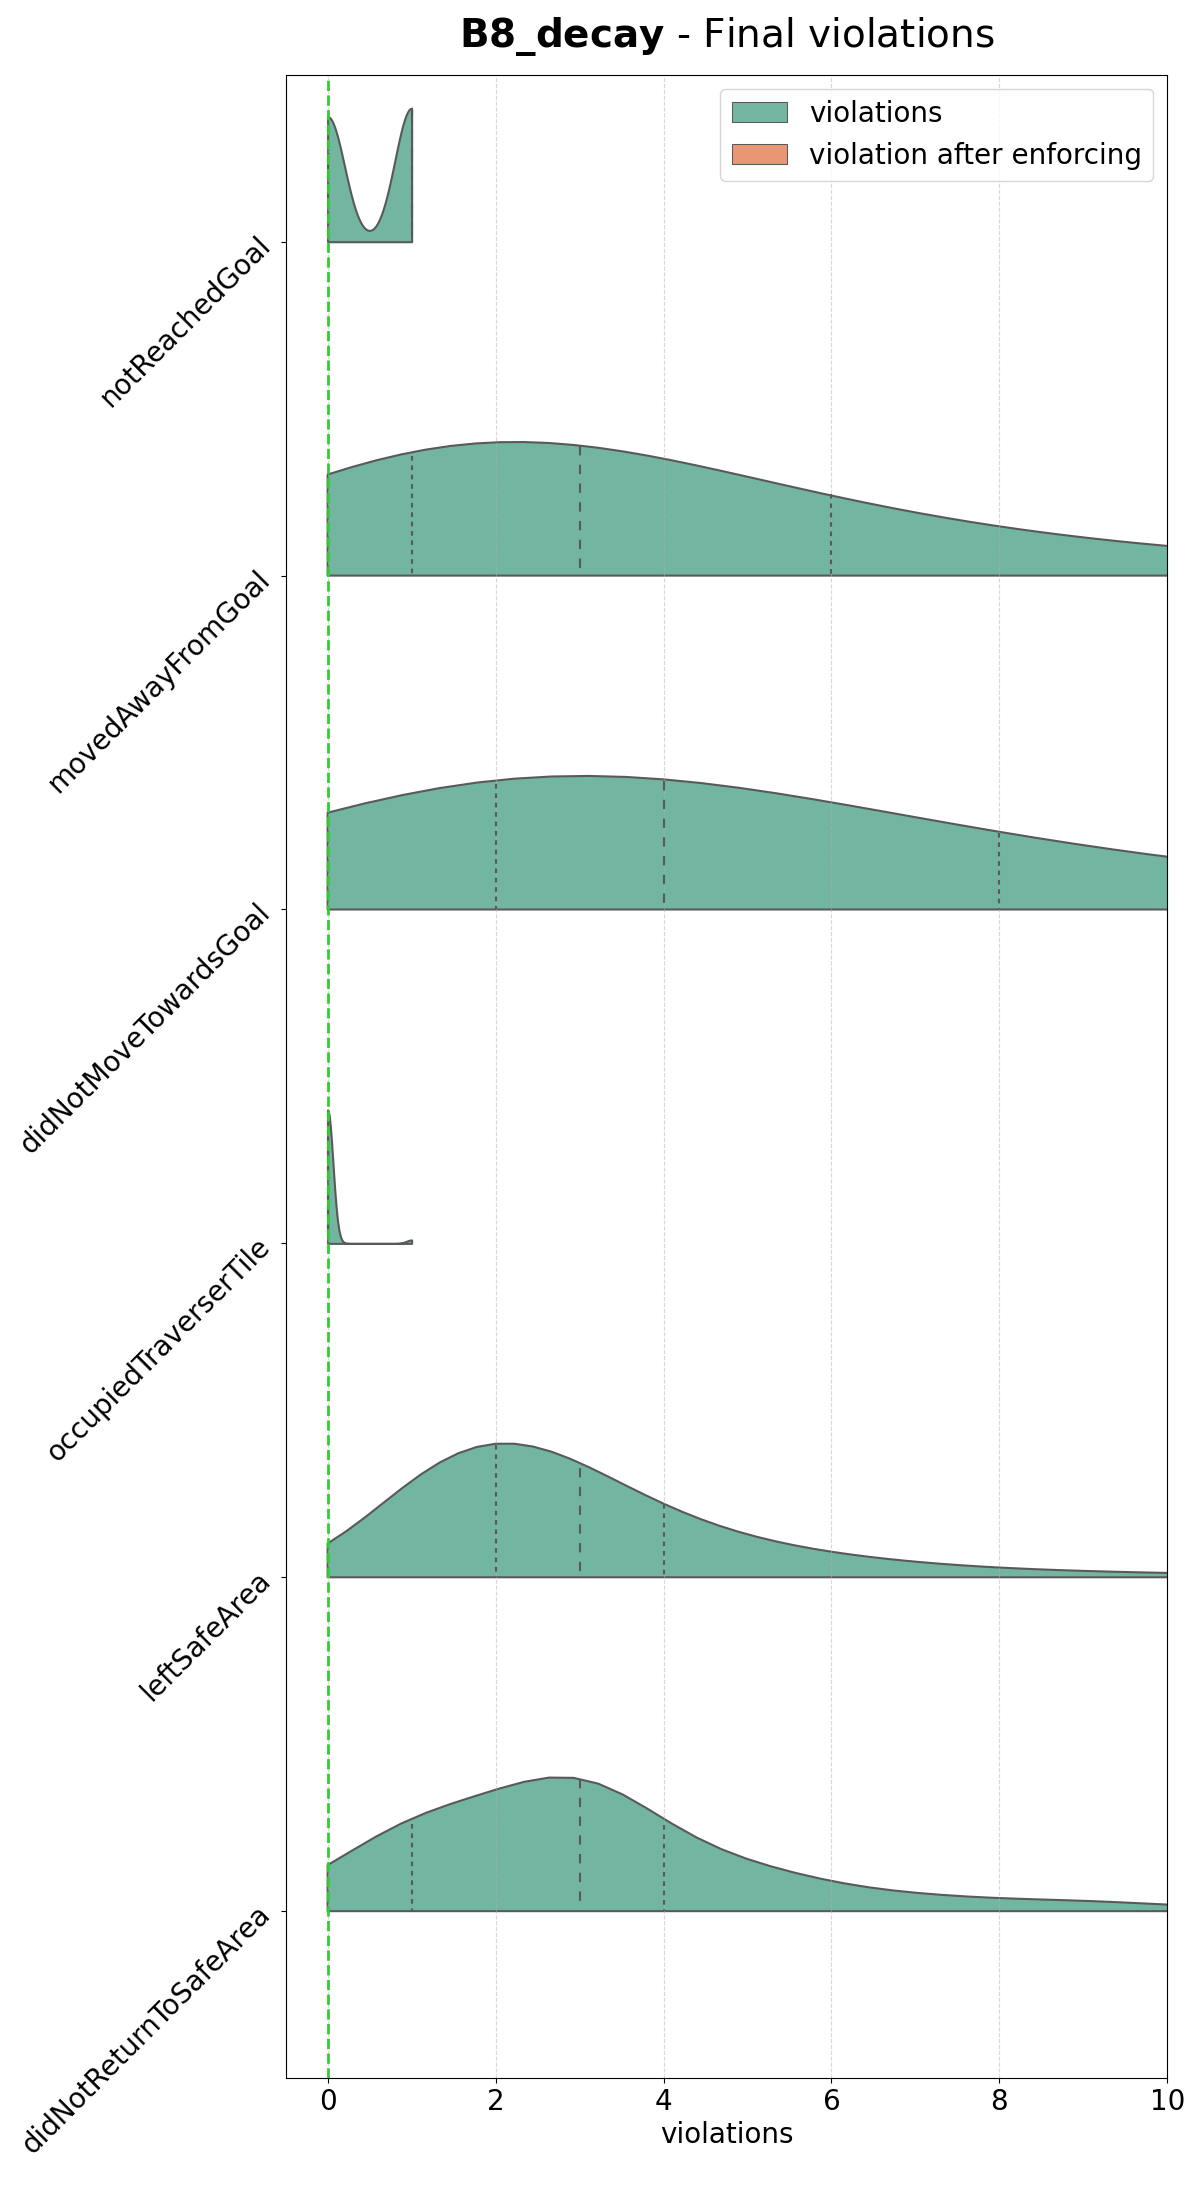 B8_decay - Final violations
violations
violation after enforcing
notReachedGoal
movedAwayFromGoal
didNotMoveTowardsGoal
occupiedTraverserTile
leftSafeArea
didNotReturnToSafeArea
0 2 4 6 8 10
violations